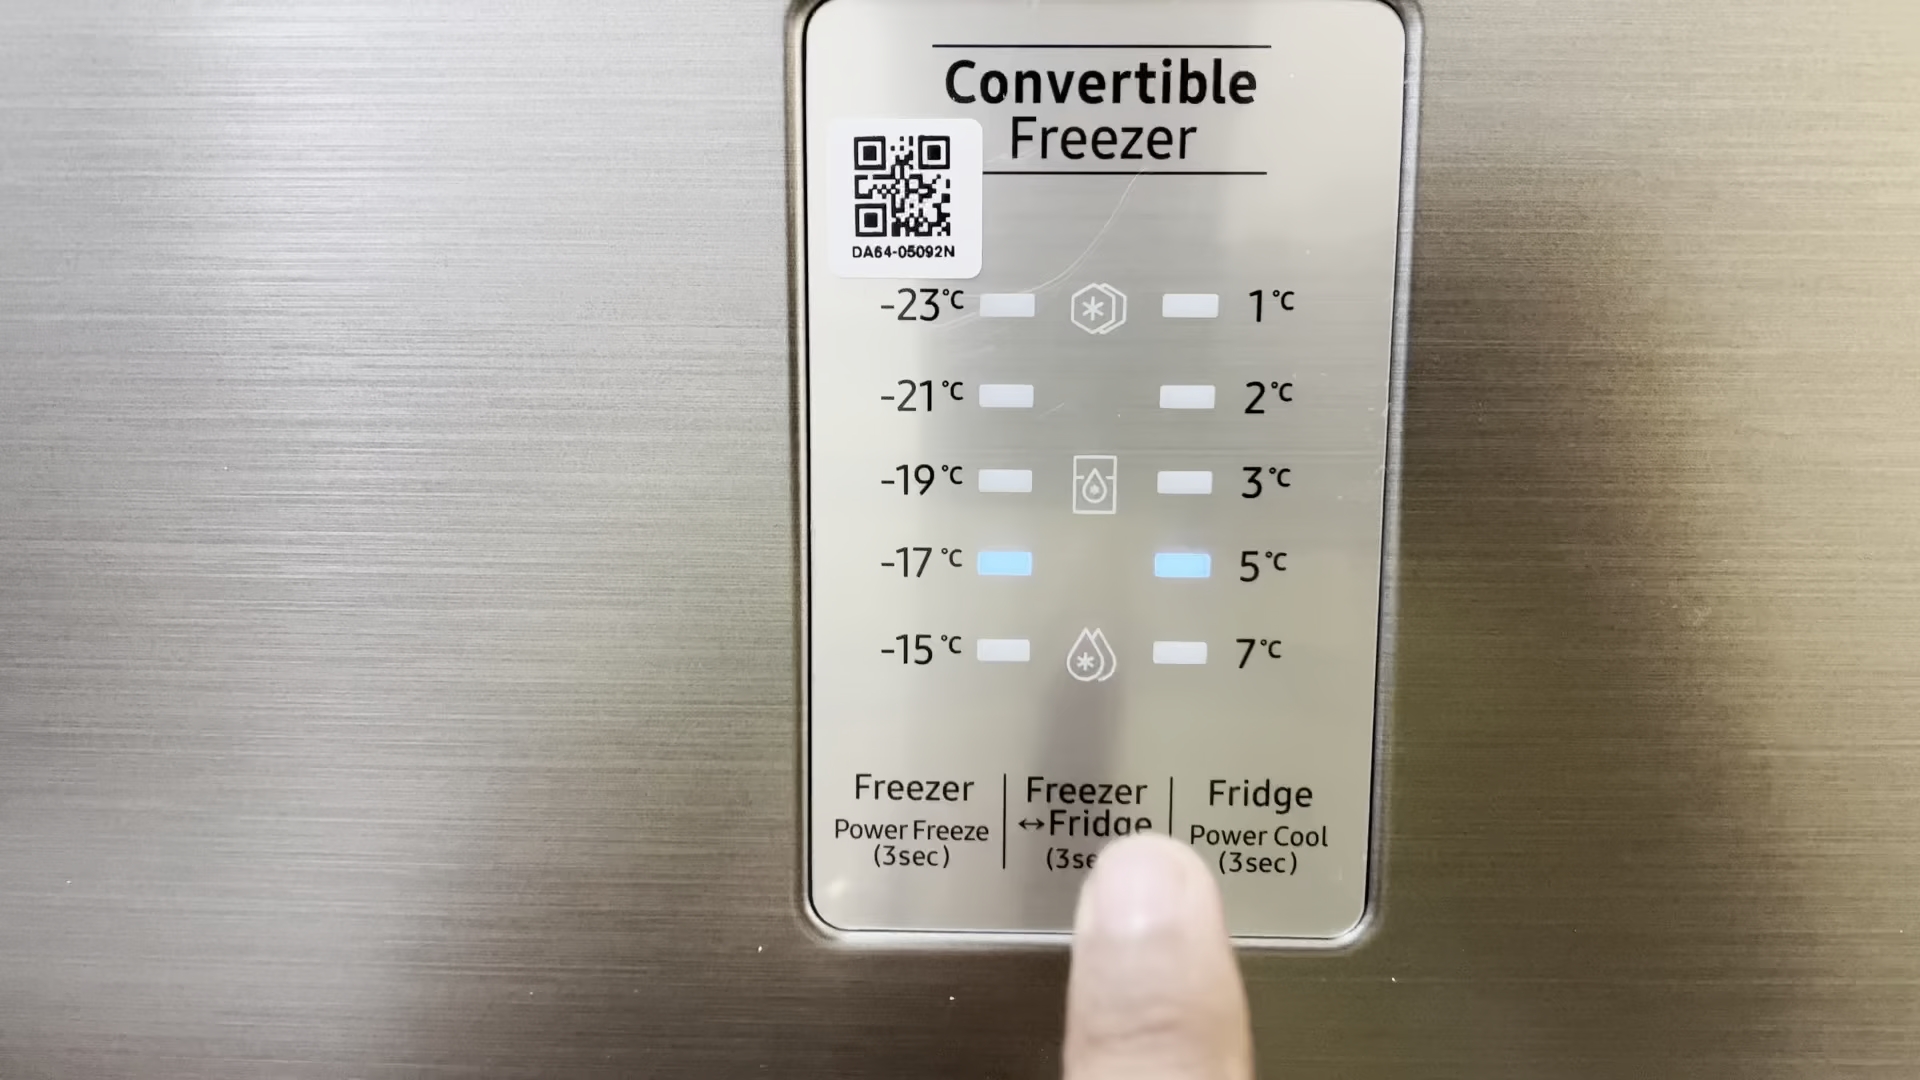 Convertible
Freezer
DA64-05092N
-23°C 1°C
-21°C 2°C
-19°C 3°C
-17°C 5°C
-15°C 7°C
Freezer
Power Freeze
(3sec)
Freezer
↔Fridge
(3se
Fridge
Power Cool
(3sec)